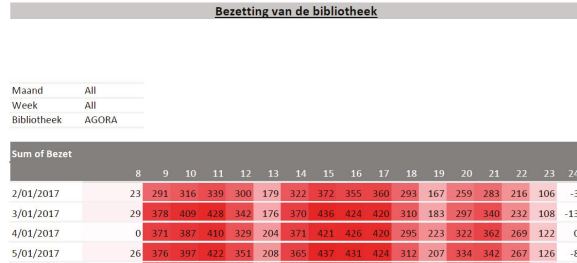 Bezetting van de bibliotheek
Maand All
Week All
Bibliotheek AGORA
Sum of Bezet
8 9 10 11 12 13 14 15 16 17 18 19 20 21 22 23 24
2/01/2017 23 291 316 339 300 179 322 372 355 360 293 167 259 283 216 106 -3
3/01/2017 29 378 409 428 342 176 370 436 424 420 310 183 297 340 232 108 -13
4/01/2017 0 371 387 410 329 204 371 421 426 420 295 223 322 362 269 122 0
5/01/2017 26 376 397 422 351 208 365 437 431 424 312 207 334 342 267 126 -8